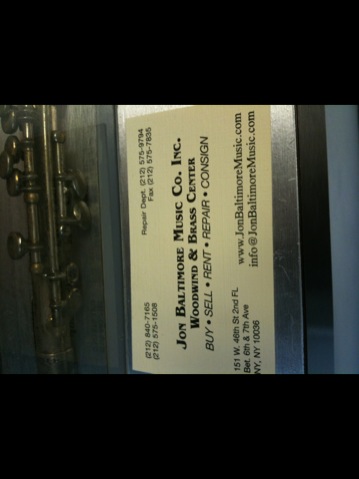 (212) 840-7165
(212) 575-1508
Repair Dept. (212) 575-9794
Fax (212) 575-7835
JON BALTIMORE MUSIC CO. INC.
WOODWIND & BRASS CENTER
BUY • SELL • RENT • REPAIR • CONSIGN
151 W. 46th St 2nd FL
Bet. 6th & 7th Ave
NY, NY 10036
www.JonBaltimoreMusic.com
info@JonBaltimoreMusic.com